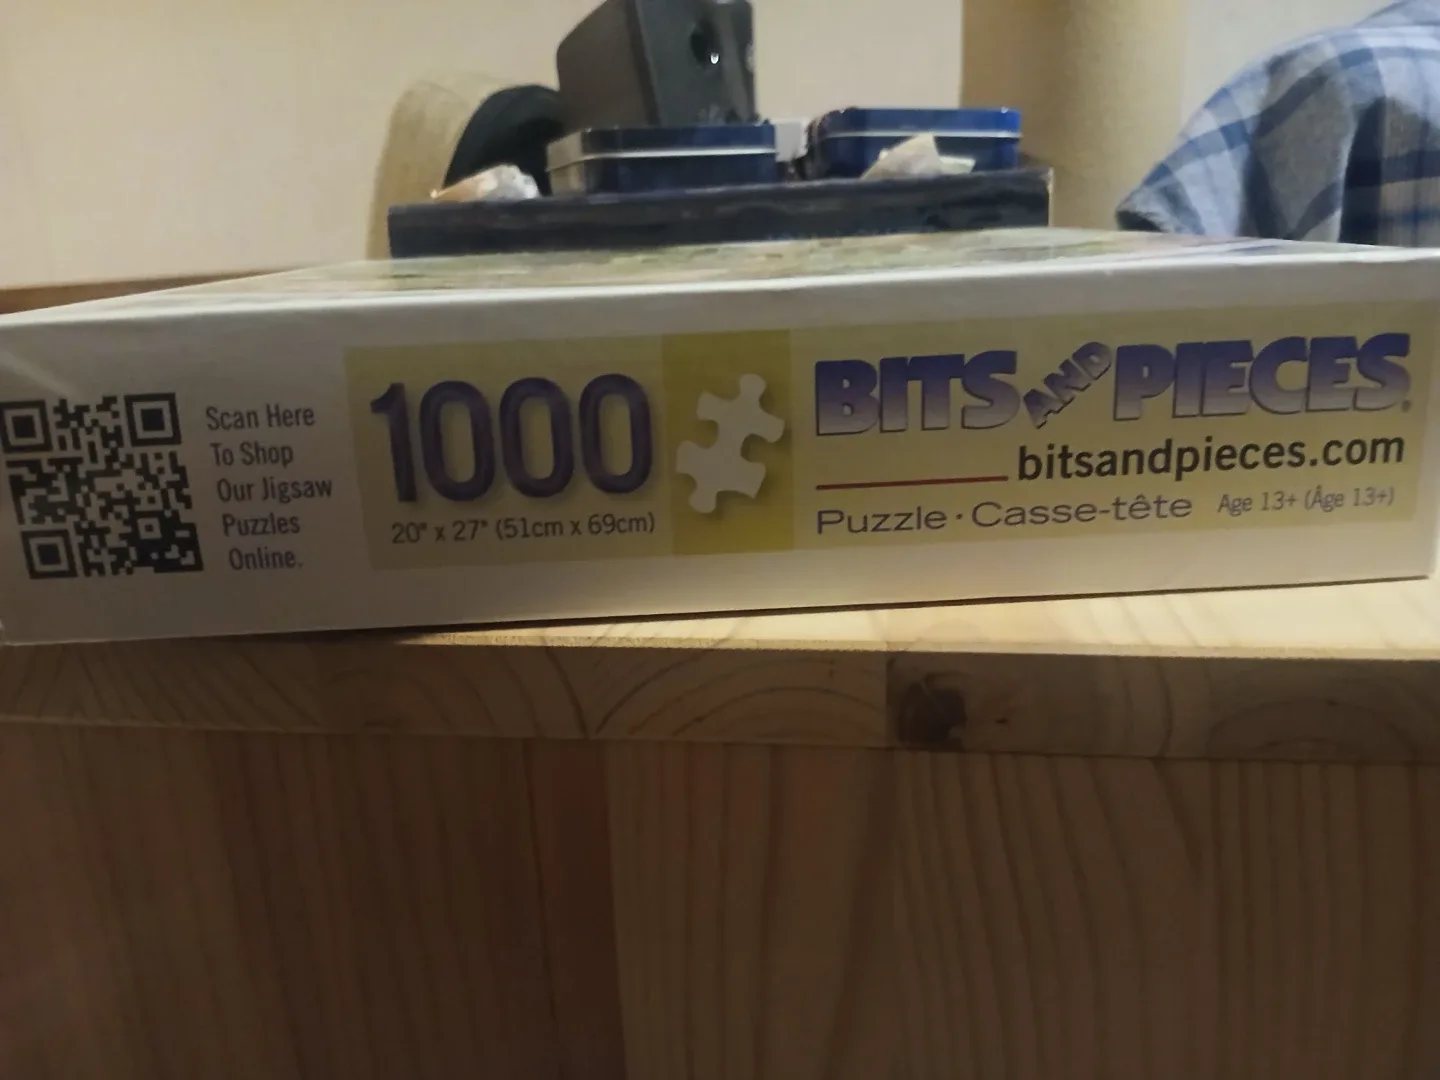 Scan Here
To Shop
Our Jigsaw
Puzzles
Online.
1000
20" x 27" (51cm x 69cm)
BITS AND PIECES.
bitsandpieces.com
Puzzle · Casse-tête Age 13+ (Âge 13+)